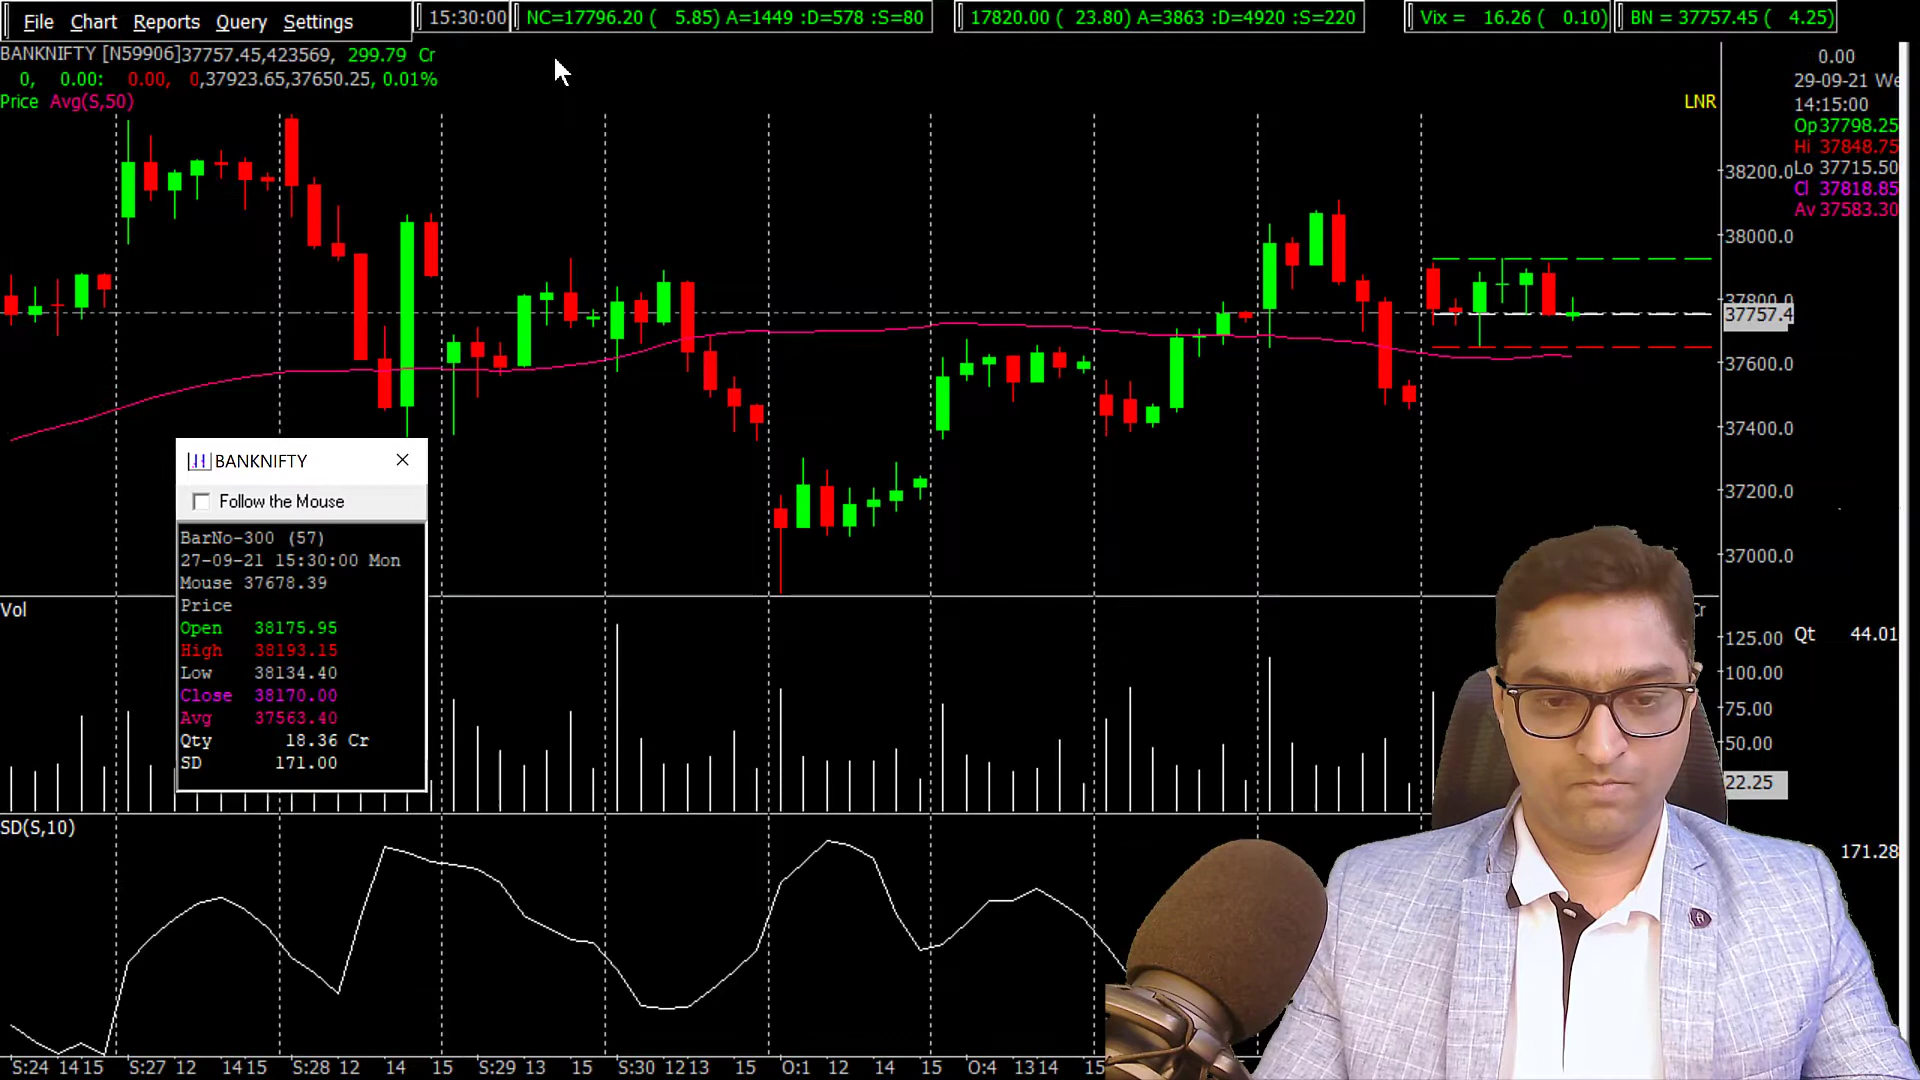 File Chart Reports Query Settings
15:30:00
NC=17796.20 ( 5.85) A=1449 :D=578 :S=80
17820.00 ( 23.80) A=3863 :D=4920 :S=220
Vix = 16.26 ( 0.10)
BN = 37757.45 ( 4.25)
BANKNIFTY [N59906]37757.45,423569, 299.79 Cr
0, 0.00: 0.00, 0,37923.65,37650.25, 0.01%
Price Avg(S,50)
LNR
0.00
29-09-21 We
14:15:00
Op 37798.25
Hi 37848.75
Lo 37715.50
Cl 37818.85
Av 37583.30
38200.0
38000.0
37800.0
37757.4
37600.0
37400.0
37200.0
37000.0
BANKNIFTY
Follow the Mouse
BarNo-300 (57)
27-09-21 15:30:00 Mon
Mouse 37678.39
Price
Open 38175.95
High 38193.15
Low 38134.40
Close 38170.00
Avg 37563.40
Qty 18.36 Cr
SD 171.00
Vol
Cr
125.00
Qt 44.01
100.00
75.00
50.00
22.25
SD(S,10)
171.28
S:24 14 15 S:27 12 14 15 S:28 12 14 15 S:29 13 15 S:30 12 13 15 O:1 12 14 15 O:4 13 14 15